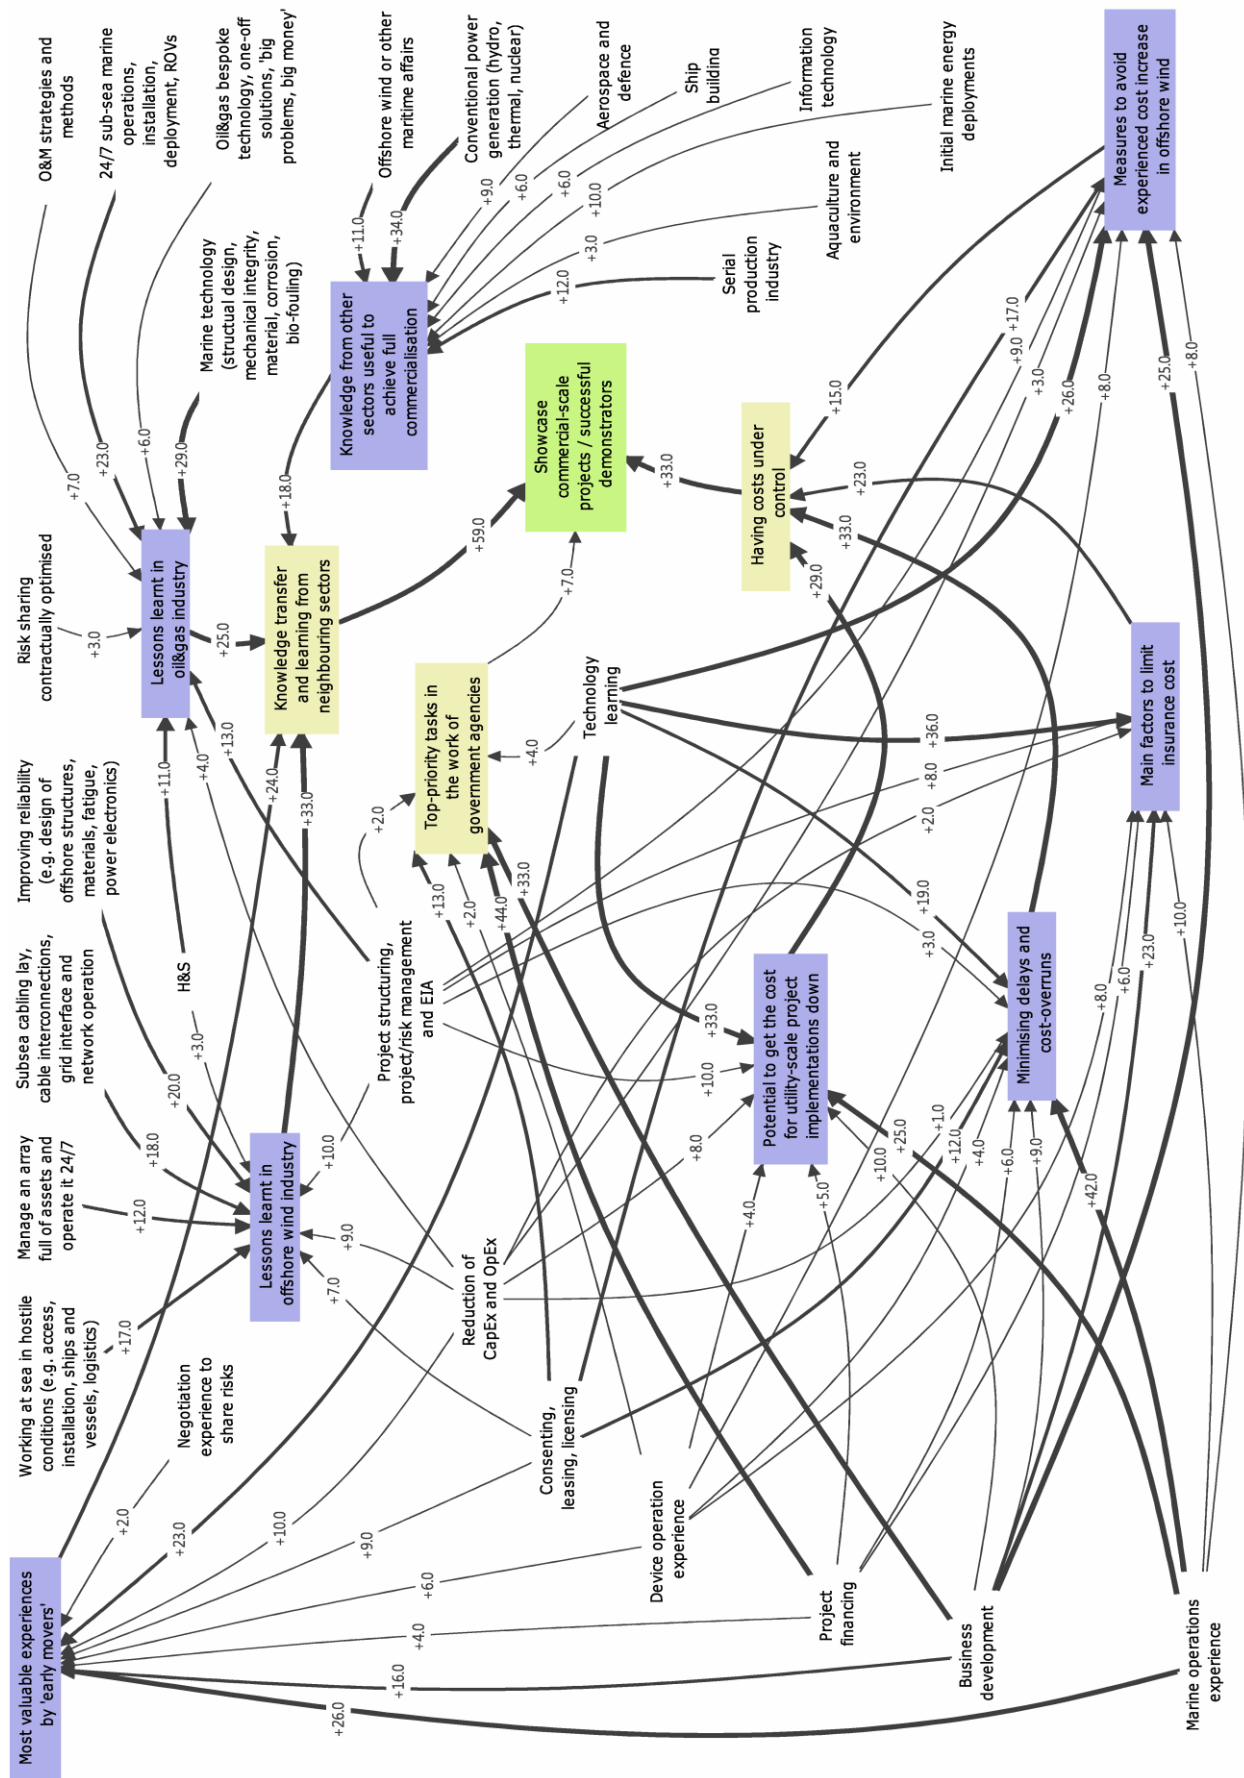 O&M strategies and
methods
24/7 sub-sea marine
operations,
installation,
deployment, ROVs
Oil&gas bespoke
technology, one-off
solutions, 'big
problems, big money'
Marine technology
(structual design,
mechanical integrity,
material, corrosion,
bio-fouling)
Offshore wind or other
maritime affairs
Conventional power
generation (hydro,
thermal, nuclear)
Aerospace and
defence
Ship
building
Information
technology
Initial marine energy
deployments
Aquaculture and
environment
Serial
production
industry
Measures to avoid
experienced cost increase
in offshore wind
Knowledge from other
sectors useful to
achieve full
commercialisation
+11.0
+34.0
+9.0
+6.0
+6.0
+10.0
+3.0
+12.0
+7.0
+23.0
+6.0
+29.0
+18.0
Risk sharing
contractually optimised
+3.0
Lessons learnt in
oil&gas industry
+25.0
Knowledge transfer
and learning from
neighbouring sectors
+59.0
Showcase
commercial-scale
projects / successful
demonstrators
+33.0
+7.0
Having costs under
control
+15.0
+23.0
+33.0
+29.0
+17.0
+9.0
+3.0
+26.0
+8.0
+25.0
+8.0
Improving reliability
(e.g. design of
offshore structures,
materials, fatigue,
power electronics)
+11.0
+4.0
+13.0
+24.0
+33.0
Top-priority tasks in
the work of
government agencies
+2.0
+4.0
+13.0
+2.0
+44.0
+33.0
Technology
learning
+36.0
+8.0
+2.0
+19.0
+3.0
Main factors to limit
insurance cost
+8.0
+6.0
+23.0
+10.0
Subsea cabling lay,
cable interconnections,
grid interface and
network operation
H&S
+3.0
+20.0
+18.0
Project structuring,
project/risk management
and EIA
+10.0
+33.0
+10.0
Potential to get the cost
for utility-scale project
implementations down
Minimising delays and
cost-overruns
Manage an array
full of assets and
operate it 24/7
+12.0
Lessons learnt in
offshore wind industry
+9.0
+7.0
+8.0
+4.0
+5.0
+10.0
+25.0
+1.0
+12.0
+4.0
+6.0
+9.0
+42.0
Working at sea in hostile
conditions (e.g. access,
installation, ships and
vessels, logistics)
+17.0
Negotiation
experience to
share risks
Reduction of
CapEx and OpEx
Consenting,
leasing, licensing
Device operation
experience
Project
financing
Business
development
Marine operations
experience
+2.0
+23.0
+10.0
+9.0
+6.0
+4.0
+16.0
+26.0
Most valuable experiences
by 'early movers'